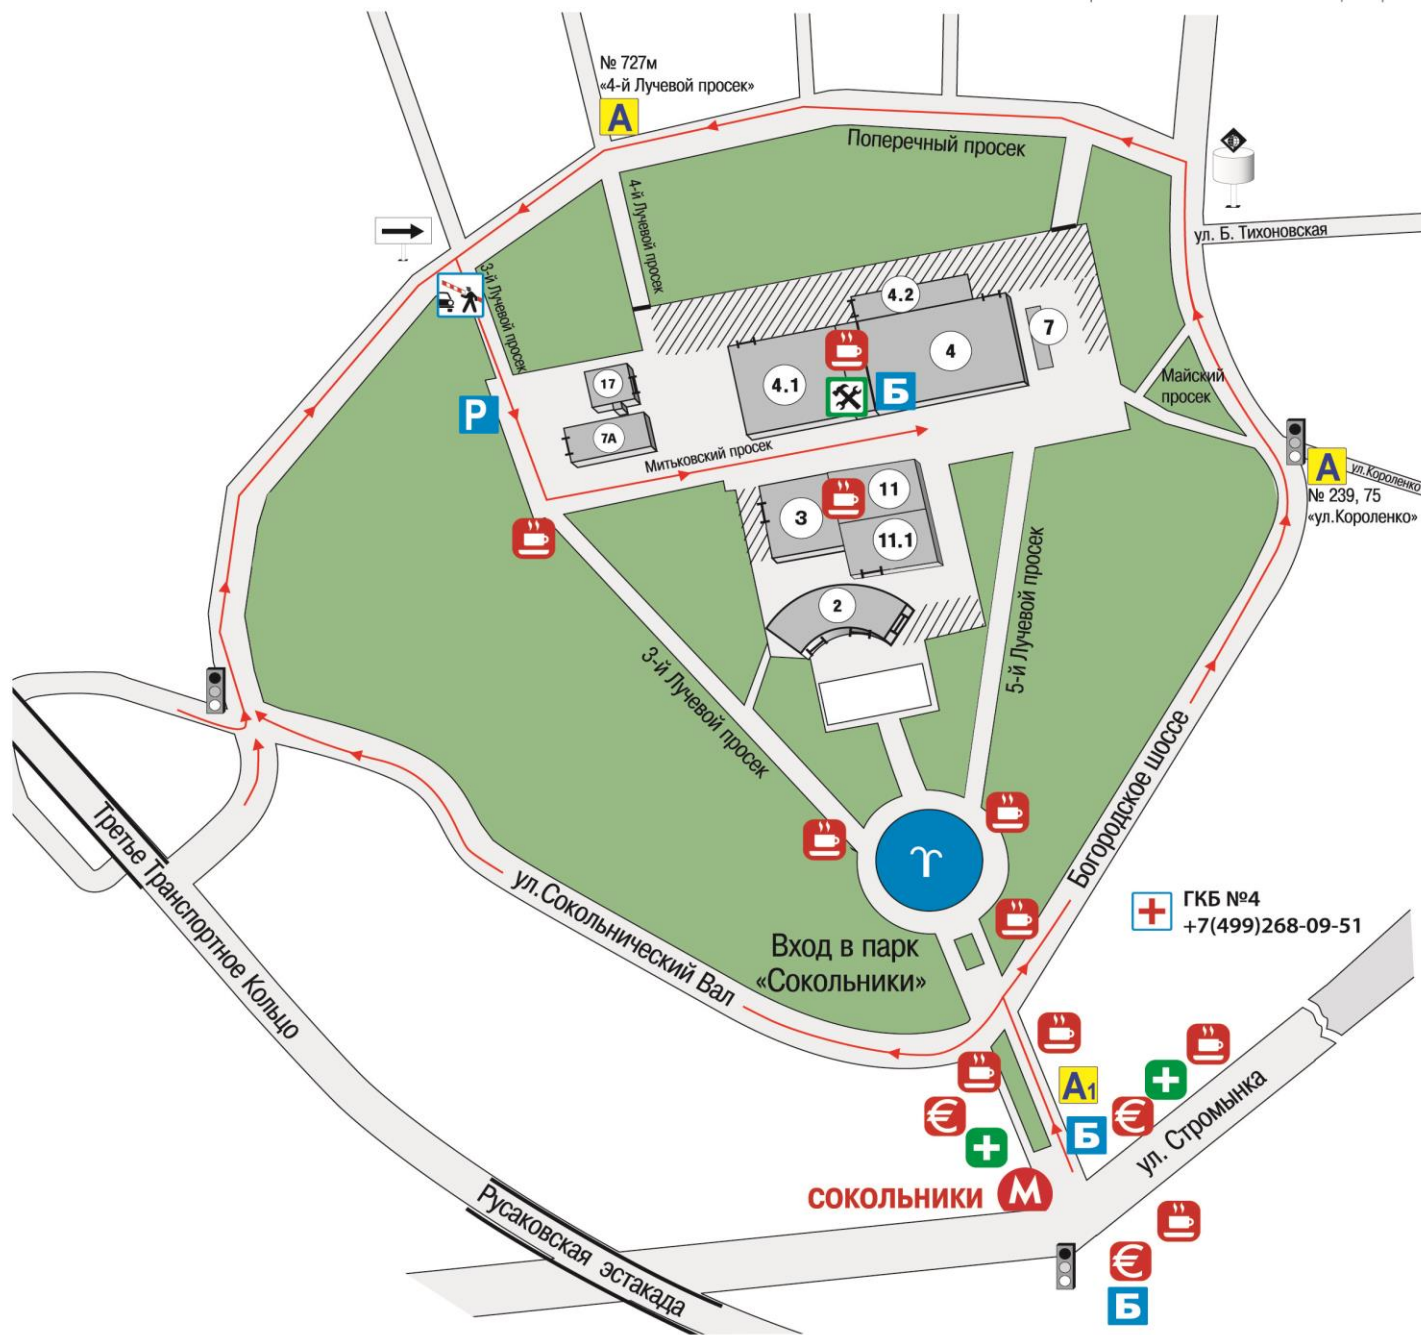 № 727м
«4-й Лучевой просек»
А
Поперечный просек
4-й Лучевой просек
ул. Б. Тихоновская
3-й Лучевой просек
4.2
7
4
17
4.1
Б
Майский
просек
Р
7А
Митьковский просек
А
ул.Короленко
№ 239, 75
«ул.Короленко»
11
3
11.1
2
5-й Лучевой просек
3-й Лучевой просек
Богородское шоссе
Третье Транспортное Кольцо
ул.Сокольнический Вал
ГКБ №4
+7(499)268-09-51
Вход в парк
«Сокольники»
А1
€
€
Б
ул. Стромынка
СОКОЛЬНИКИ
М
Русаковская эстакада
€
Б